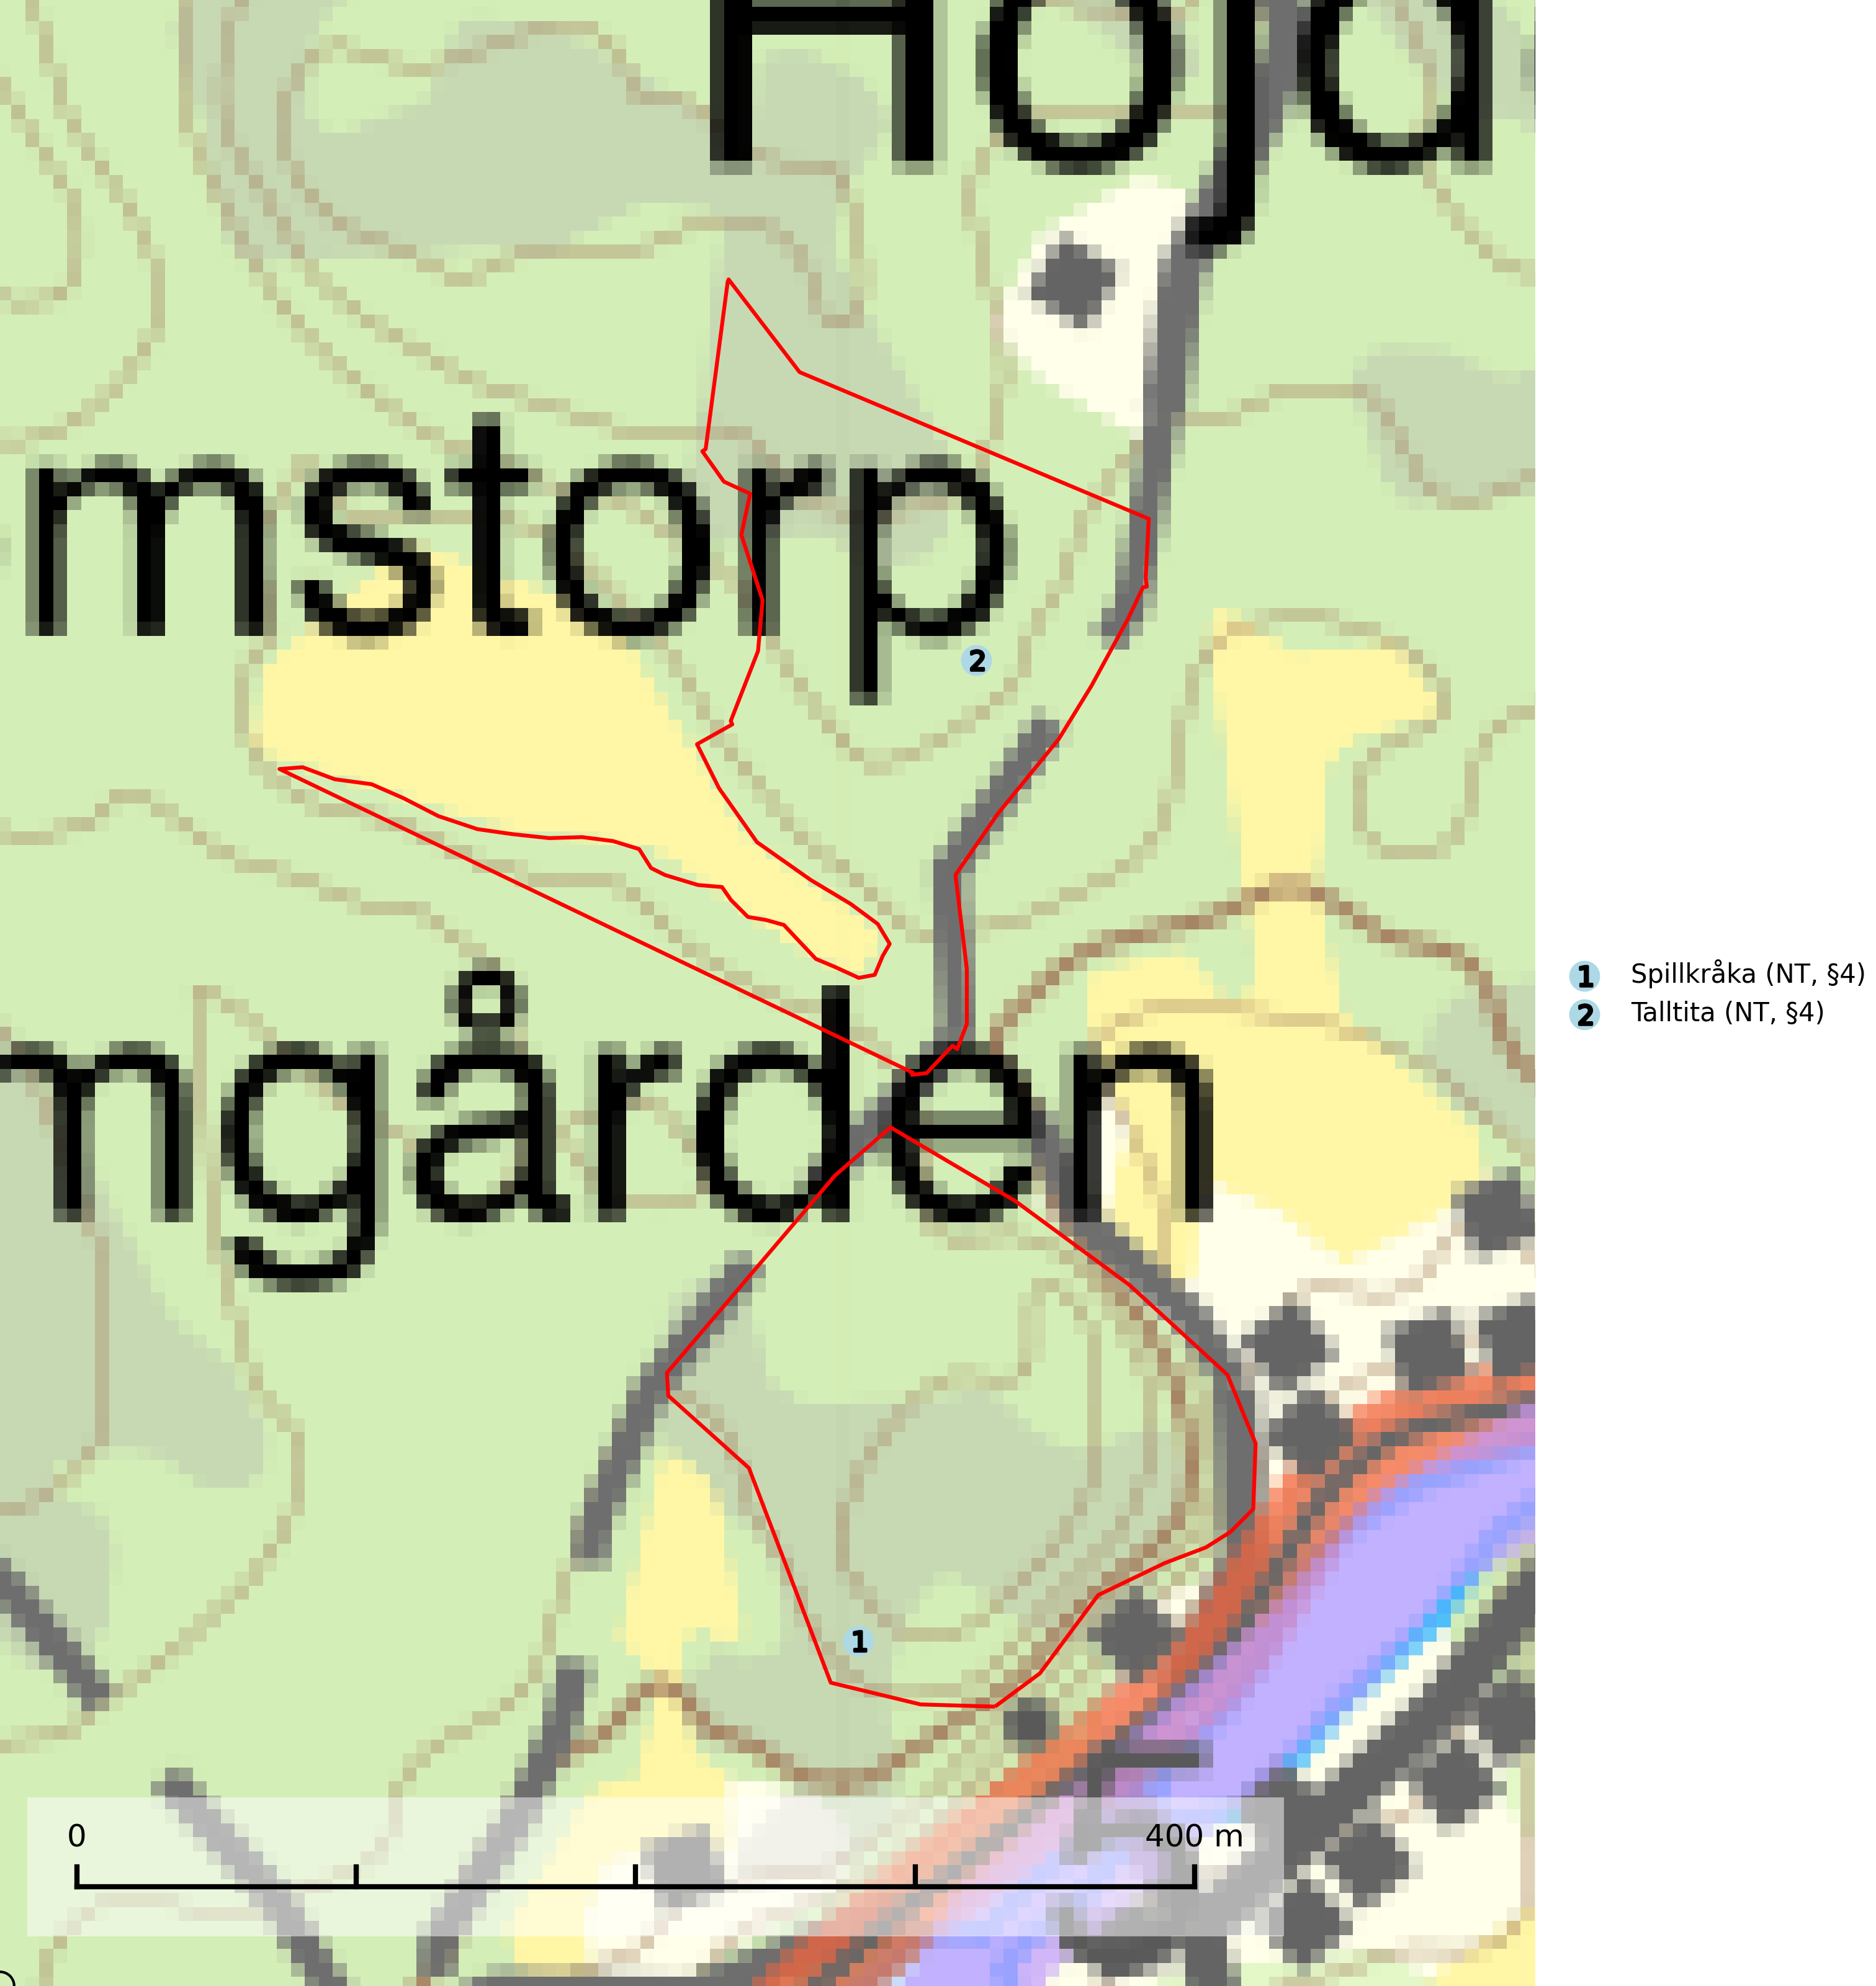 Höja
mstorp
2
mgården
1
0 400 m
1 Spillkråka (NT, §4)
2 Talltita (NT, §4)